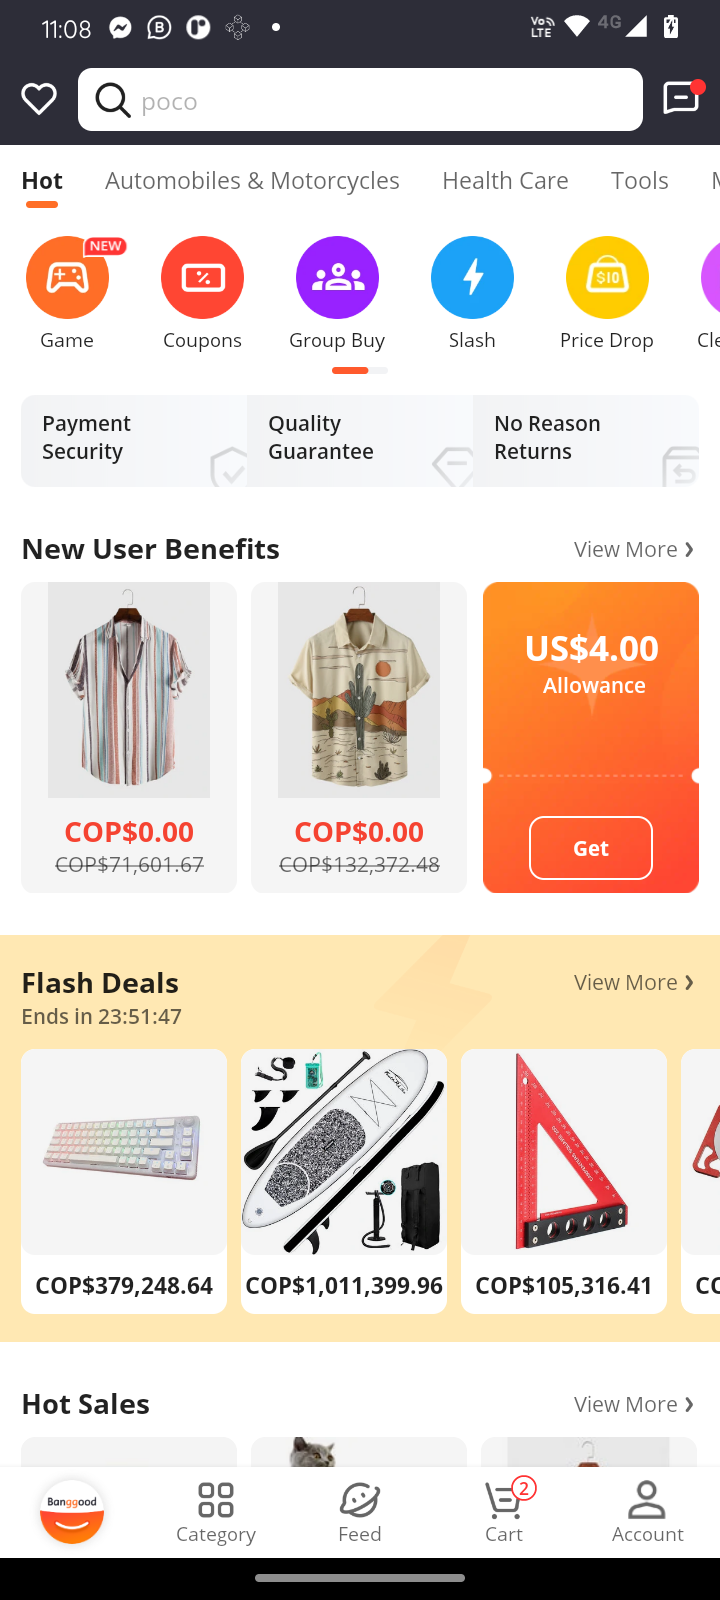 11:08
Vo
LTE
4G
poco
Hot
Automobiles & Motorcycles
Health Care
Tools
NEW
$10
Game
Coupons
Group Buy
Slash
Price Drop
Cle
Payment
Security
Quality
Guarantee
No Reason
Returns
New User Benefits
View More
US$4.00
Allowance
COP$0.00
COP$0.00
COP$71,601.67
COP$132,372.48
Get
Flash Deals
View More
Ends in 23:51:47
COP$379,248.64
COP$1,011,399.96
COP$105,316.41
CO
Hot Sales
View More
Banggood
2
Category
Feed
Cart
Account